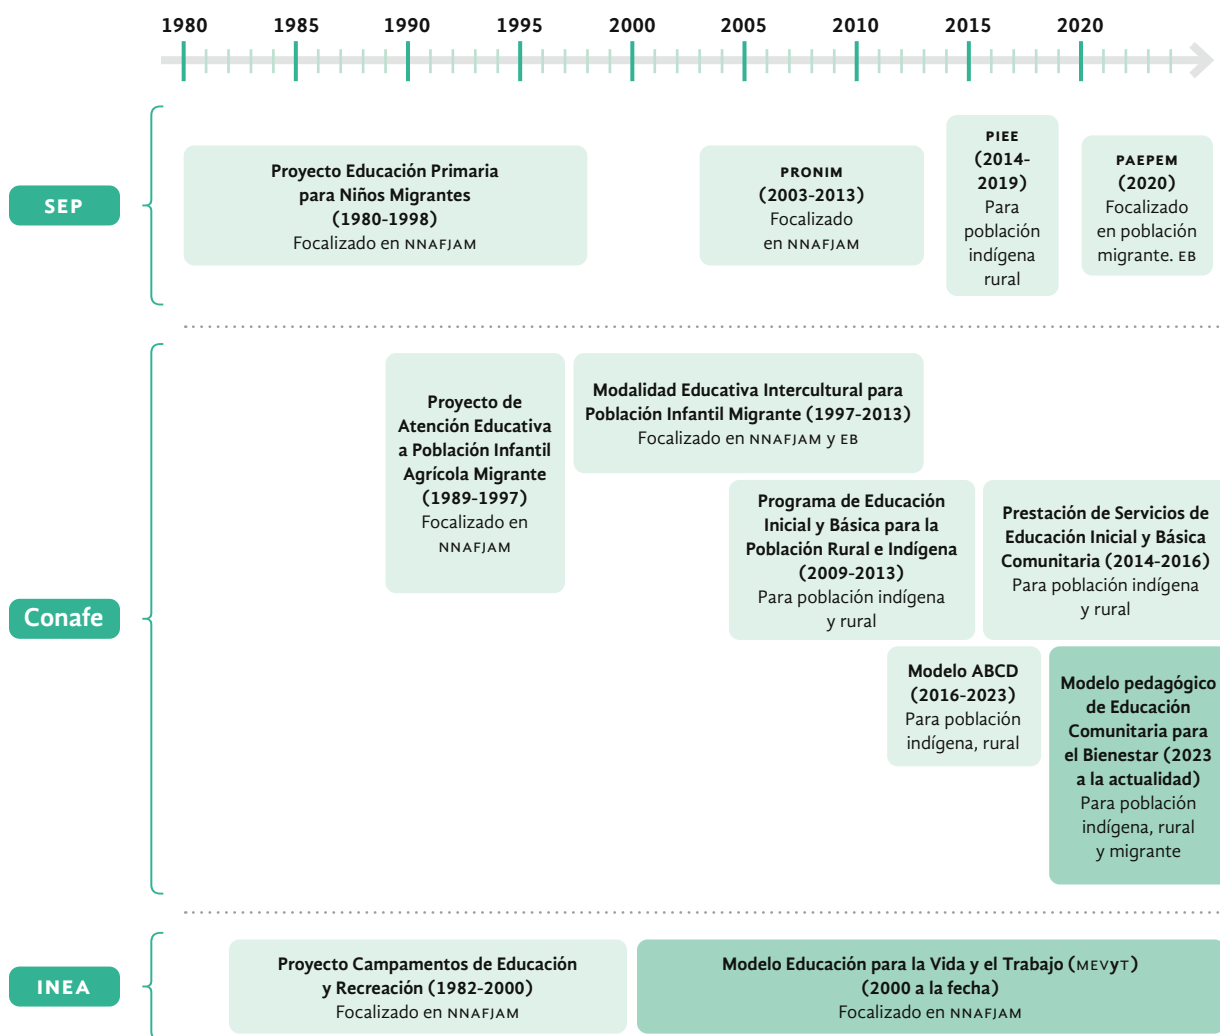 1980 1985 1990 1995 2000 2005 2010 2015 2020
SEP
Proyecto Educación Primaria
para Niños Migrantes
(1980-1998)
Focalizado en NNAFJAM
PRONIM
(2003-2013)
Focalizado
en NNAFJAM
PIEE
(2014-
2019)
Para
población
indígena
rural
PAEPEM
(2020)
Focalizado
en población
migrante. EB
Conafe
Proyecto de
Atención Educativa
a Población Infantil
Agrícola Migrante
(1989-1997)
Focalizado en
NNAFJAM
Modalidad Educativa Intercultural para
Población Infantil Migrante (1997-2013)
Focalizado en NNAFJAM y EB
Programa de Educación
Inicial y Básica para la
Población Rural e Indígena
(2009-2013)
Para población indígena
y rural
Prestación de Servicios de
Educación Inicial y Básica
Comunitaria (2014-2016)
Para población indígena
y rural
Modelo ABCD
(2016-2023)
Para población
indígena, rural
Modelo pedagógico
de Educación
Comunitaria para
el Bienestar (2023
a la actualidad)
Para población
indígena, rural
y migrante
INEA
Proyecto Campamentos de Educación
y Recreación (1982-2000)
Focalizado en NNAFJAM
Modelo Educación para la Vida y el Trabajo (MEVyT)
(2000 a la fecha)
Focalizado en NNAFJAM